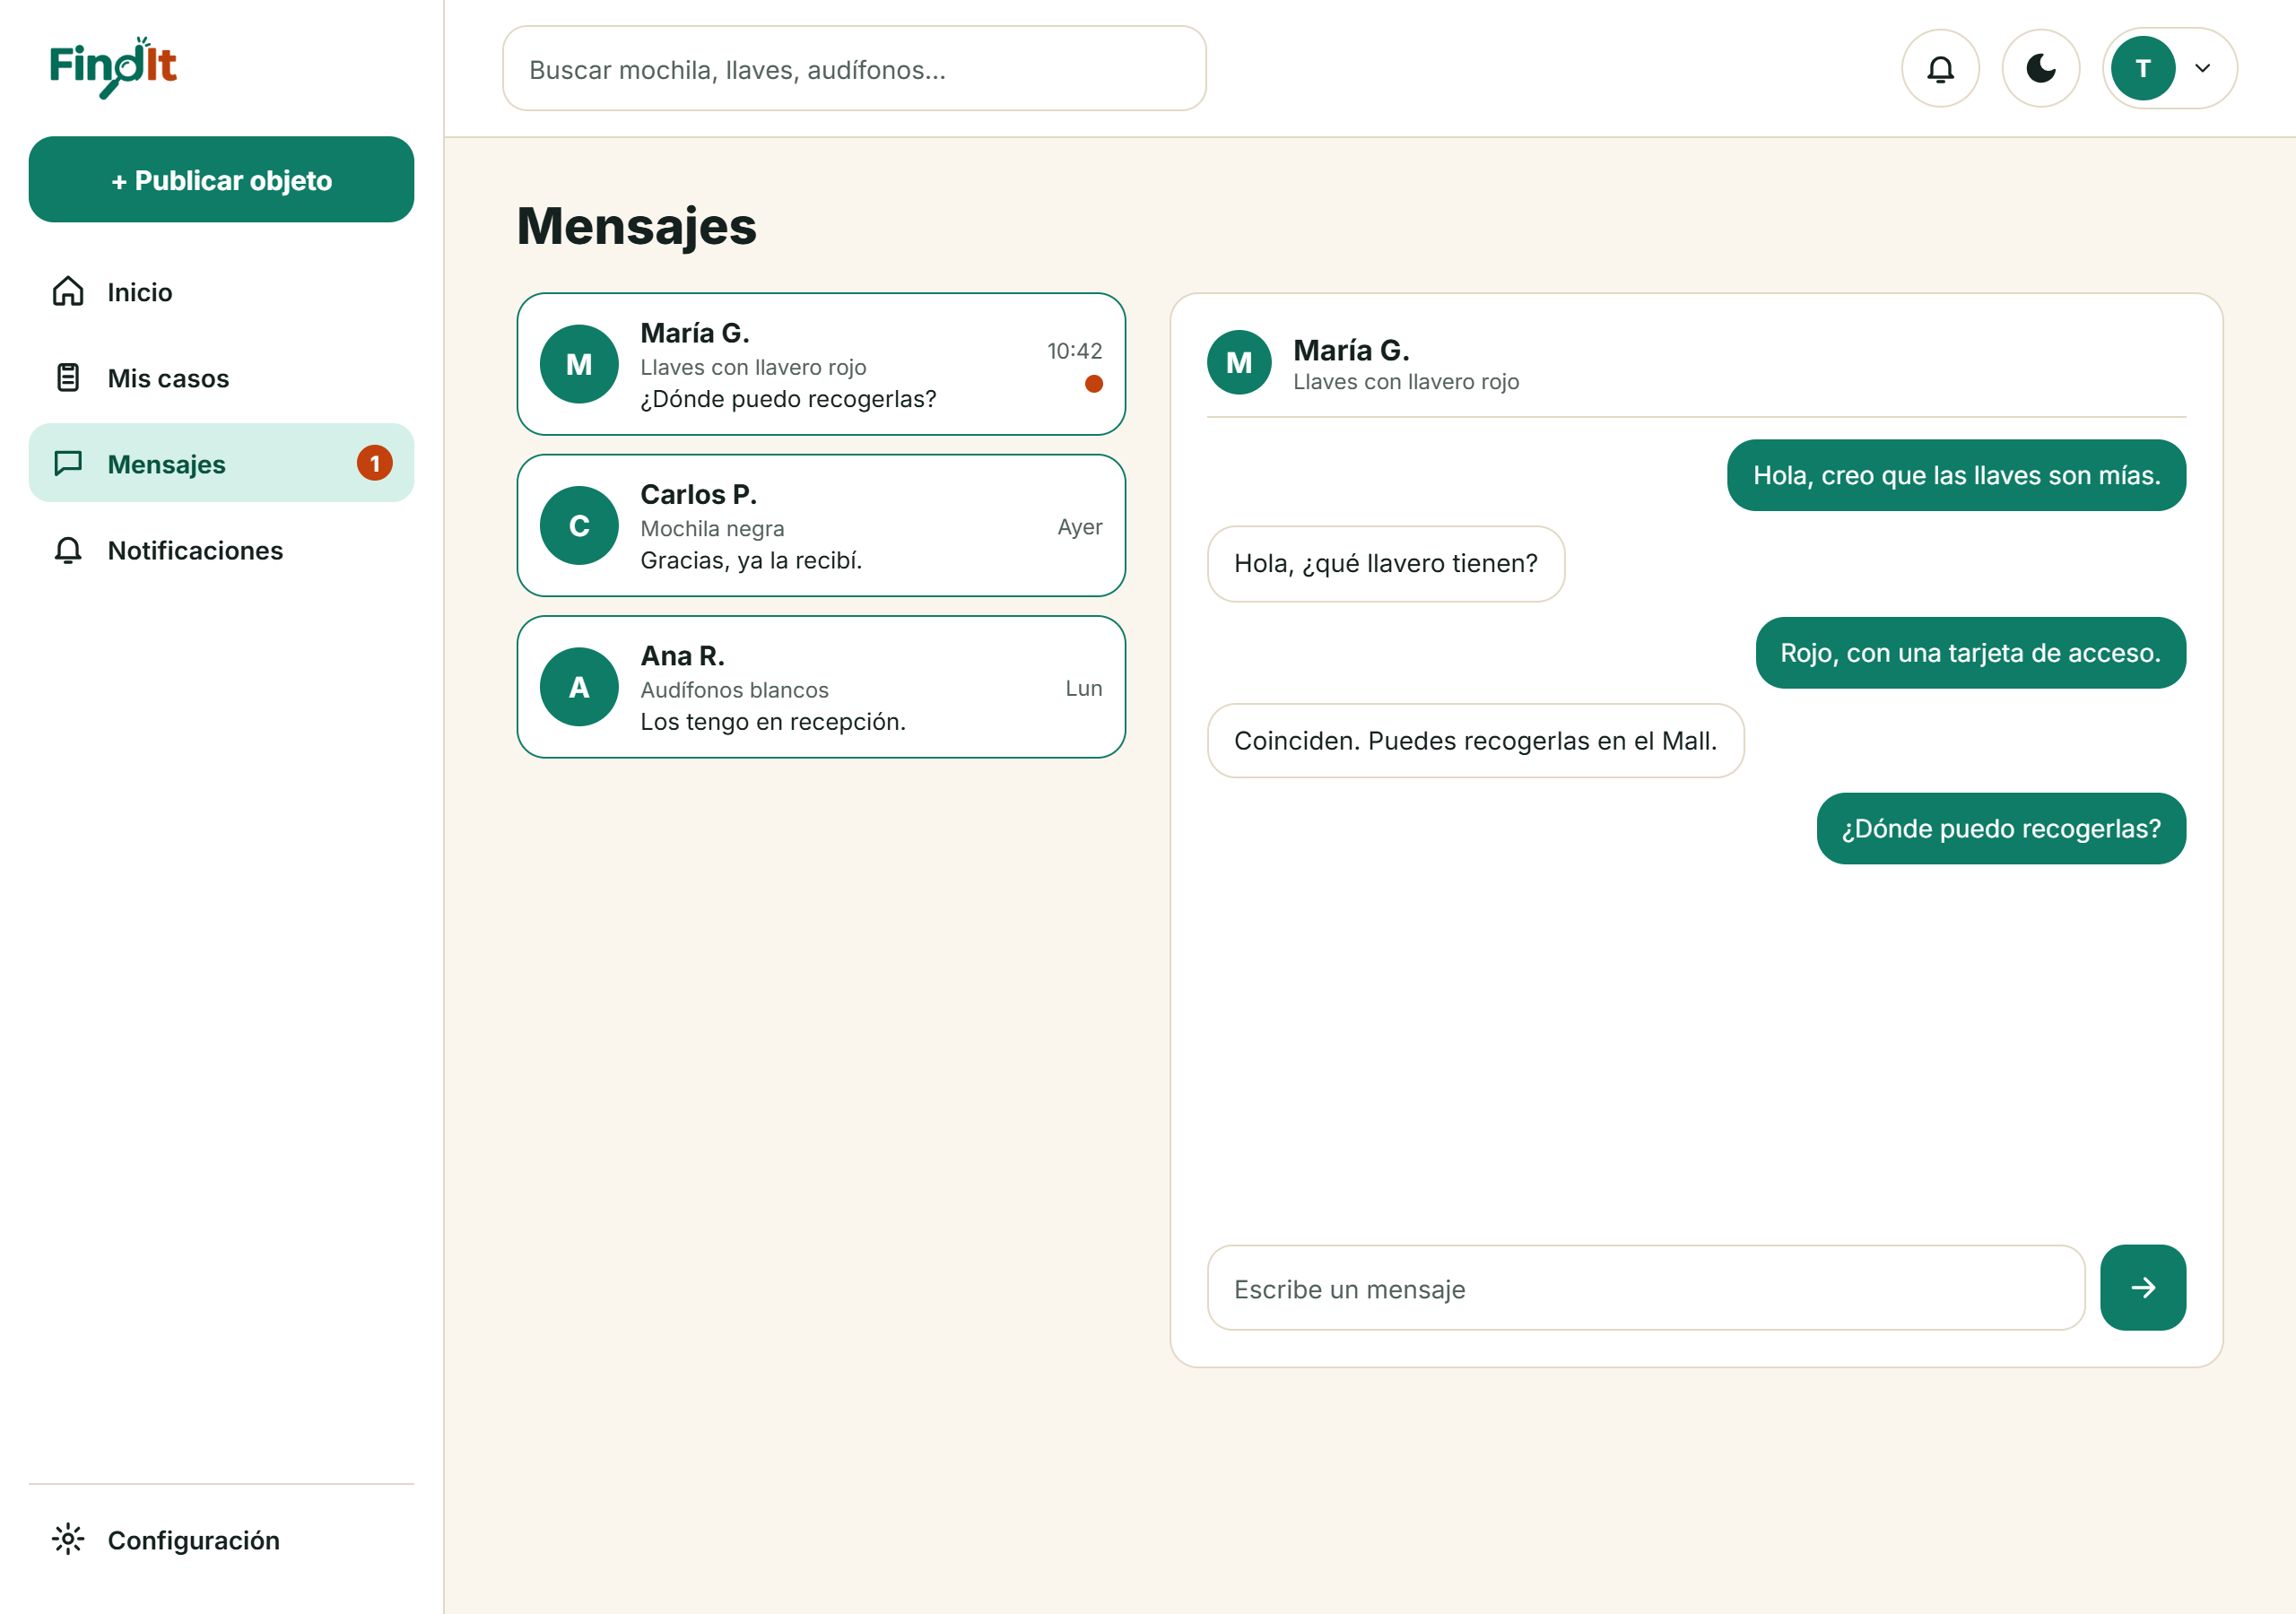 FindIt
Buscar mochila, llaves, audífonos...
T
+ Publicar objeto
Inicio
Mis casos
Mensajes
1
Notificaciones
Configuración
Mensajes
M
María G.
Llaves con llavero rojo
¿Dónde puedo recogerlas?
10:42
C
Carlos P.
Mochila negra
Gracias, ya la recibí.
Ayer
A
Ana R.
Audífonos blancos
Los tengo en recepción.
Lun
M
María G.
Llaves con llavero rojo
Hola, creo que las llaves son mías.
Hola, ¿qué llavero tienen?
Rojo, con una tarjeta de acceso.
Coinciden. Puedes recogerlas en el Mall.
¿Dónde puedo recogerlas?
Escribe un mensaje